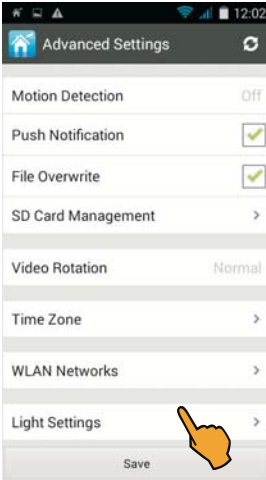 12:02
Advanced Settings
Motion Detection Off
Push Notification
File Overwrite
SD Card Management
Video Rotation Normal
Time Zone
WLAN Networks
Light Settings
Save